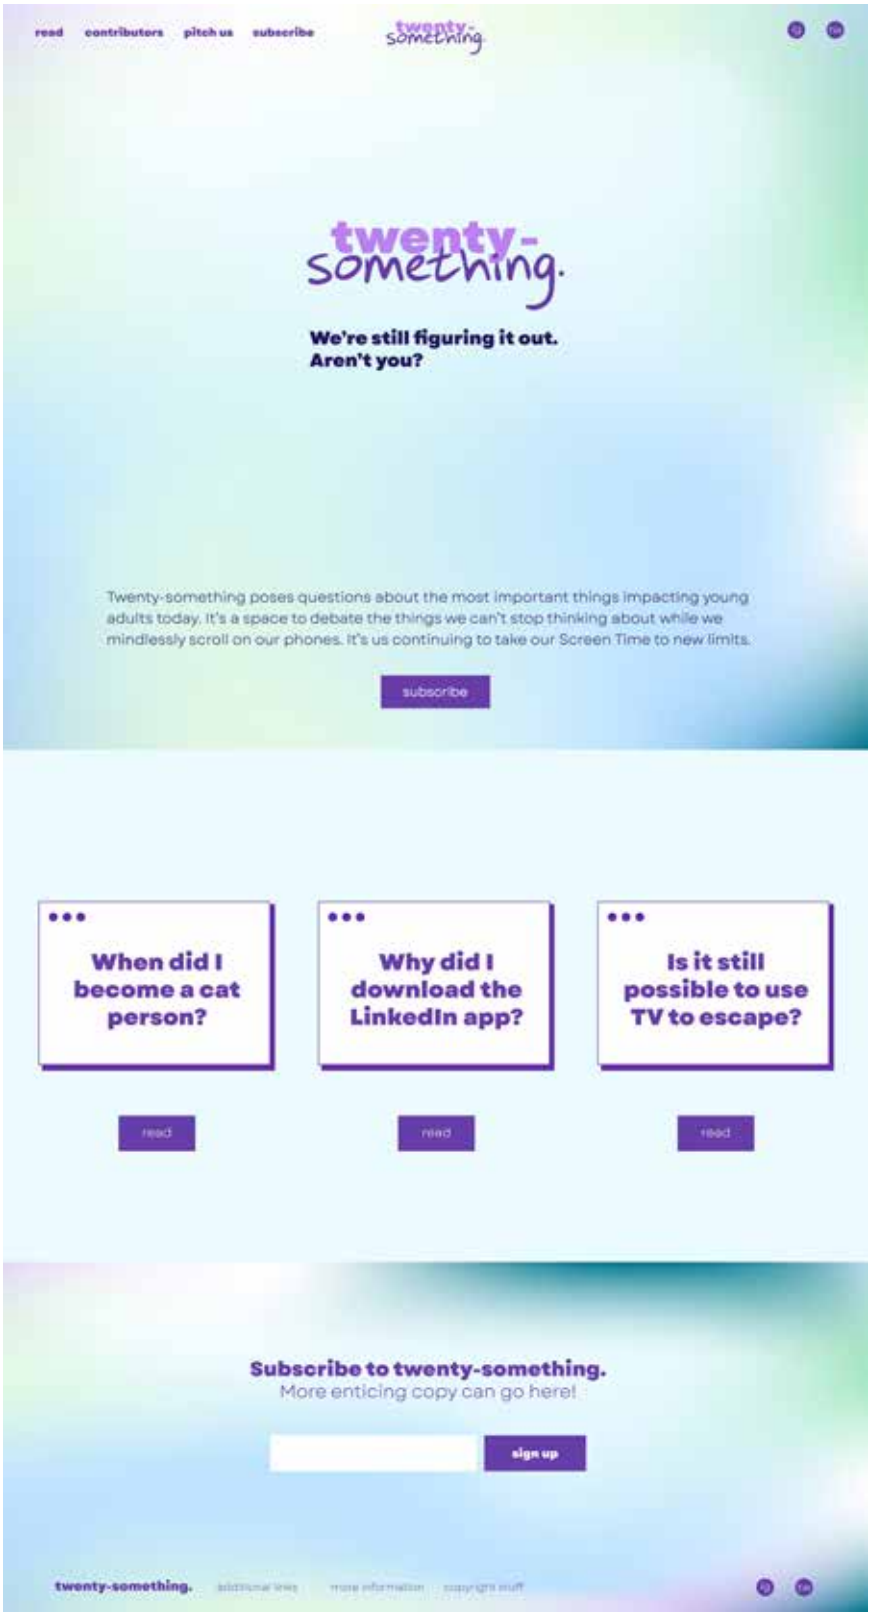 read contributors pitch us subscribe
twenty-
something.
We're still figuring it out.
Aren't you?
Twenty-something poses questions about the most important things impacting young
adults today. It's a space to debate the things we can't stop thinking about while we
mindlessly scroll on our phones. It's us continuing to take our Screen Time to new limits.
subscribe
When did I
become a cat
person?
Why did I
download the
LinkedIn app?
Is it still
possible to use
TV to escape?
read read read
Subscribe to twenty-something.
More enticing copy can go here!
sign up
twenty-something. additional links more information copyright stuff